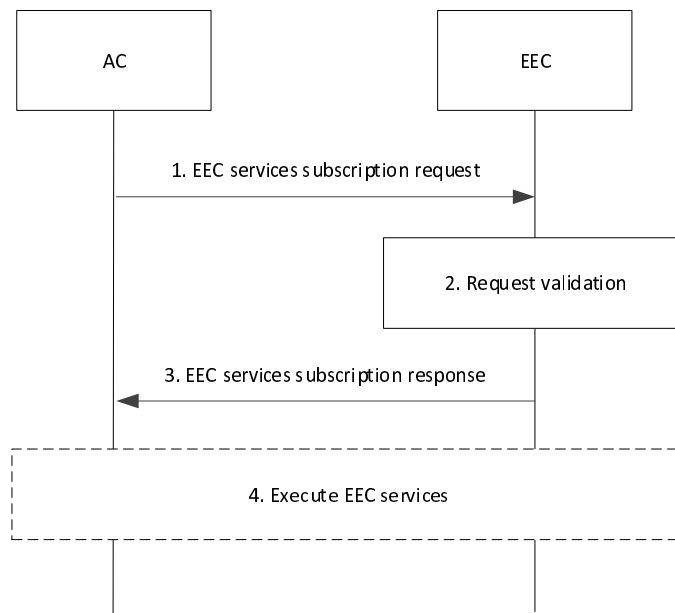 AC
EEC
1. EEC services subscription request
2. Request validation
3. EEC services subscription response
4. Execute EEC services